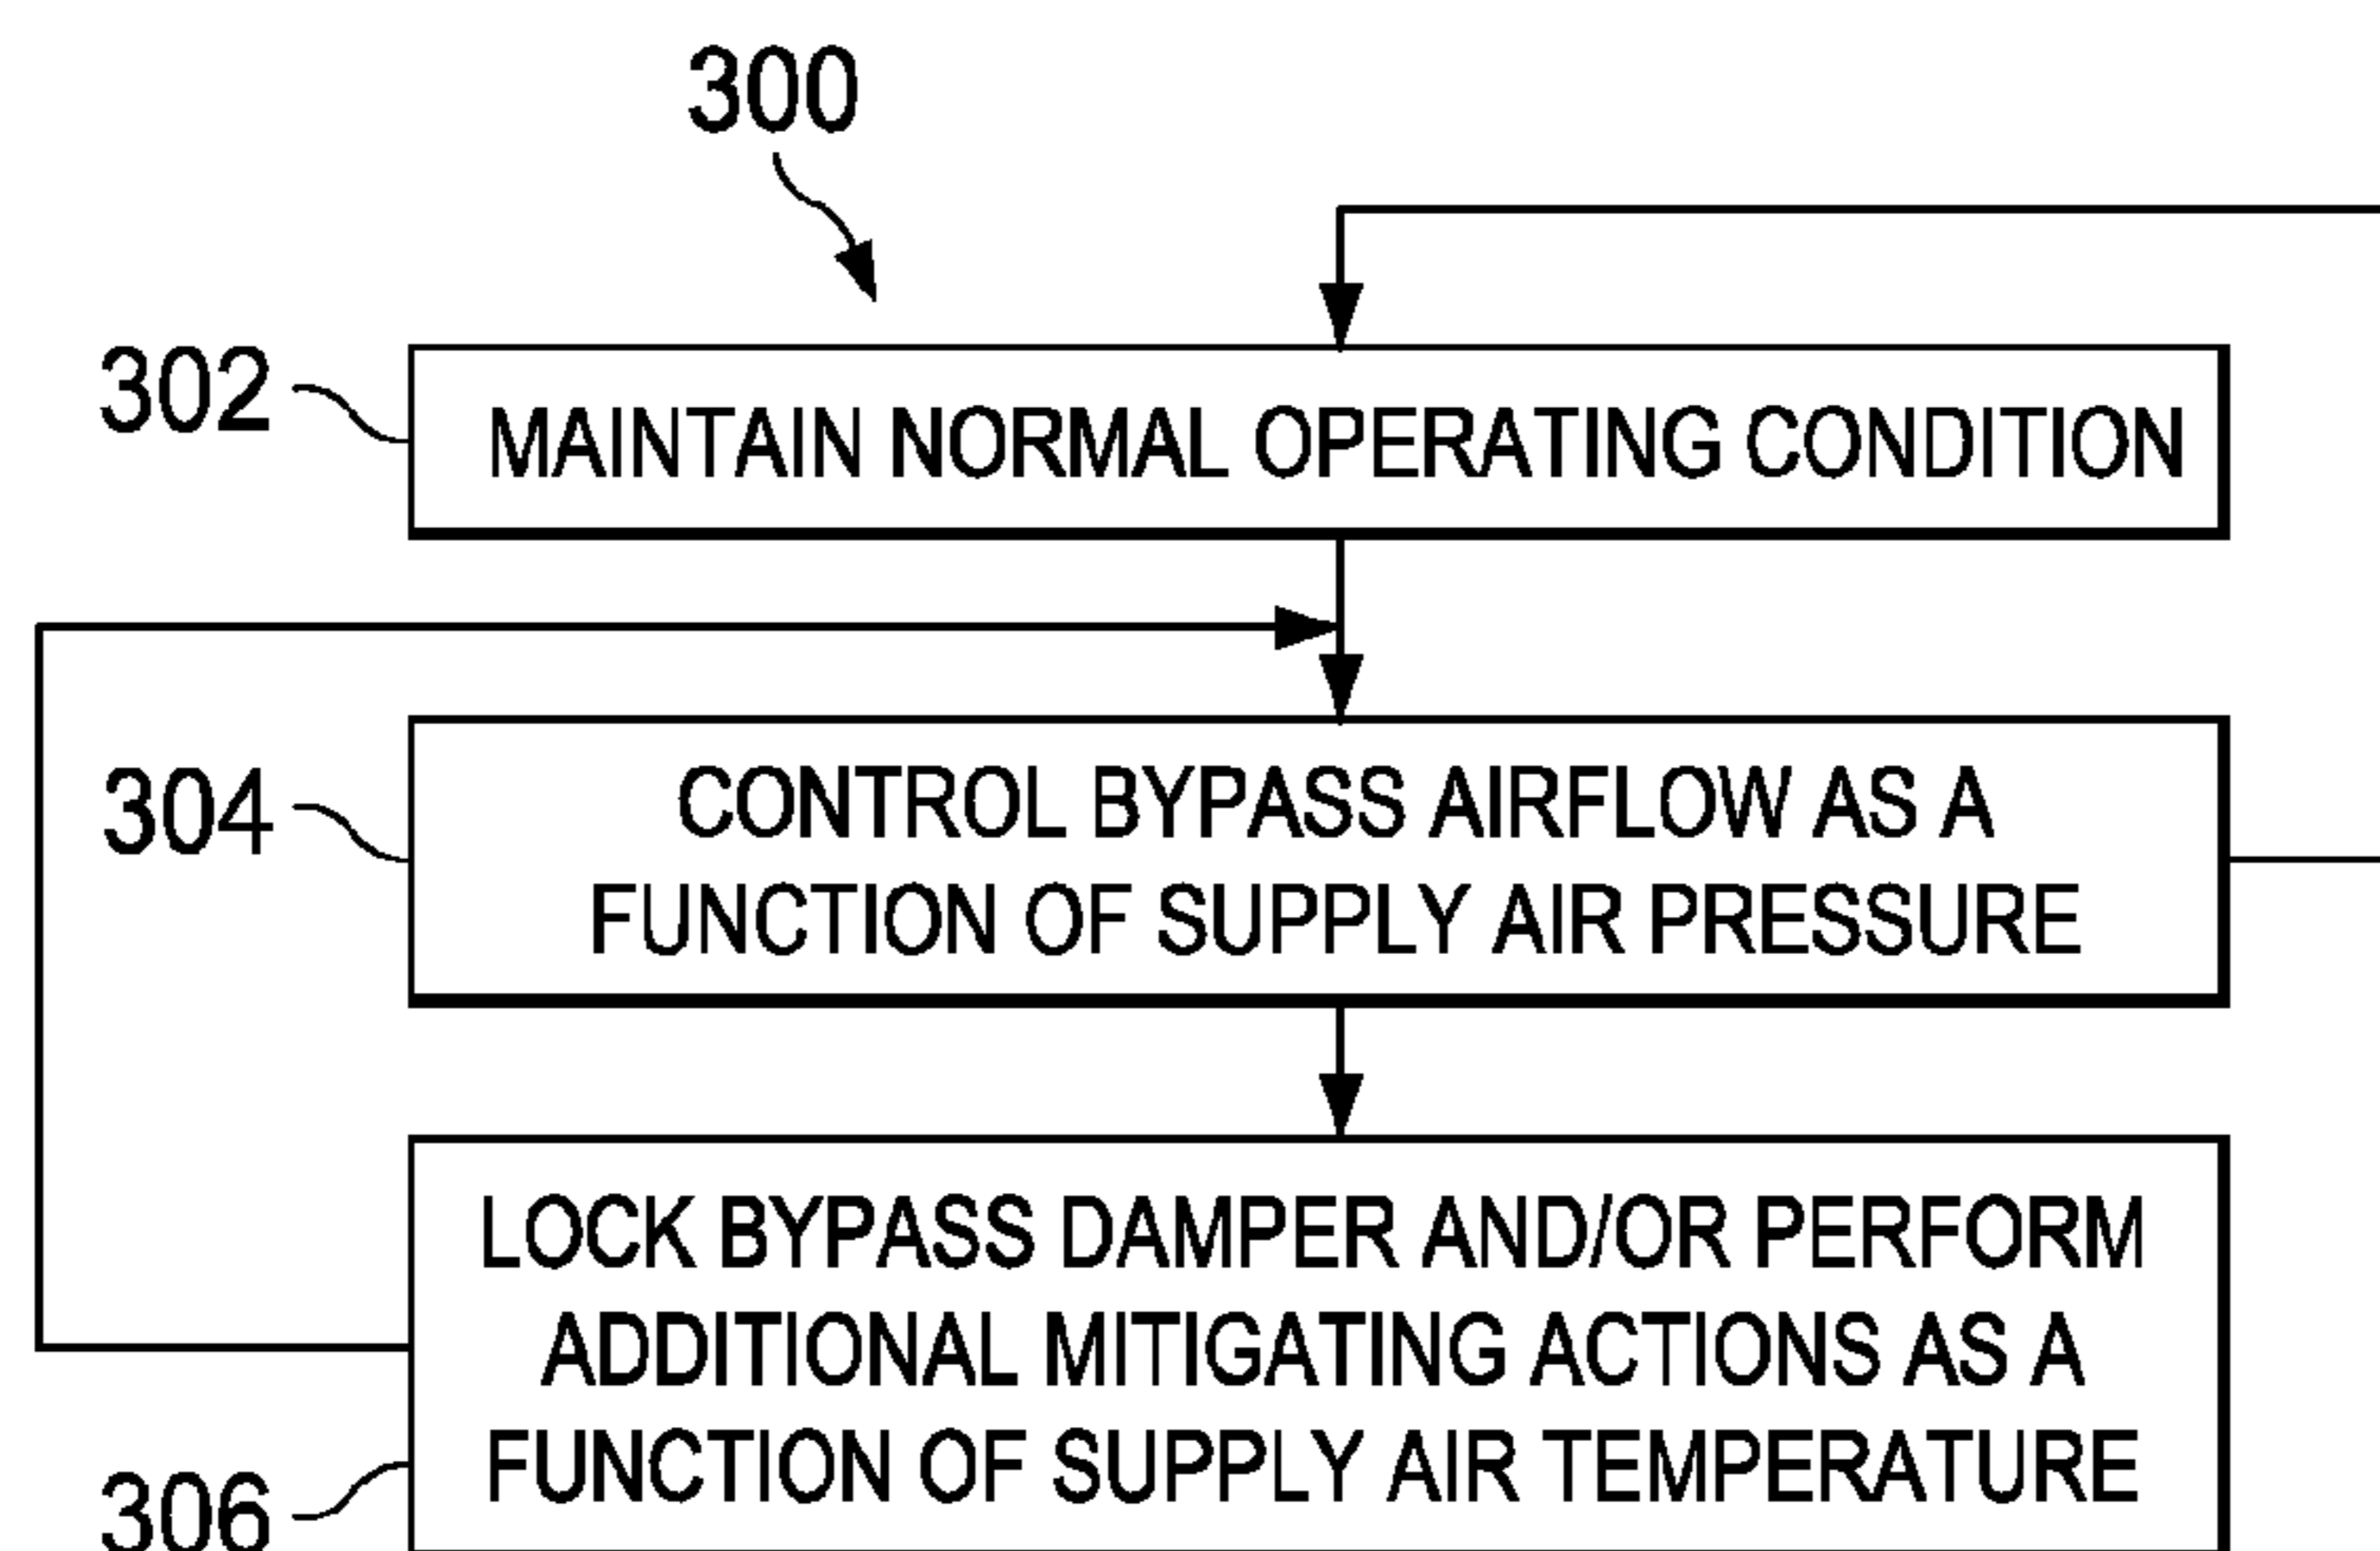 300
302
MAINTAIN NORMAL OPERATING CONDITION
304
CONTROL BYPASS AIRFLOW AS A
FUNCTION OF SUPPLY AIR PRESSURE
LOCK BYPASS DAMPER AND/OR PERFORM
ADDITIONAL MITIGATING ACTIONS AS A
FUNCTION OF SUPPLY AIR TEMPERATURE
306